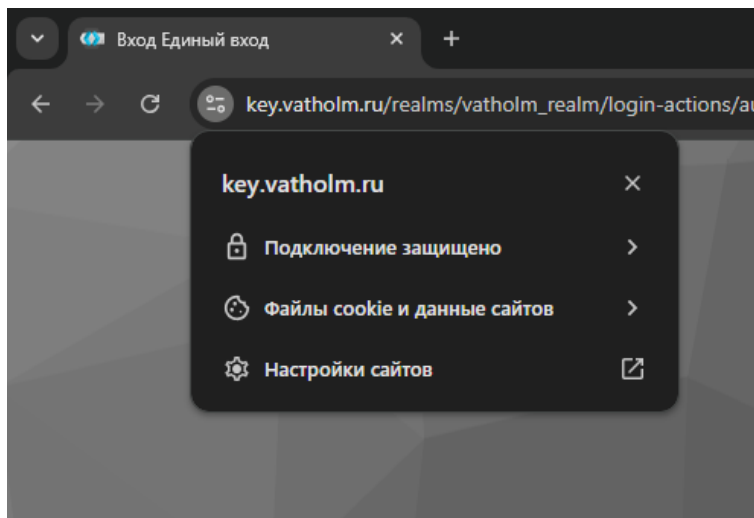 Вход Единый вход
key.vatholm.ru/realms/vatholm_realm/login-actions/au
key.vatholm.ru
Подключение защищено
Файлы cookie и данные сайтов
Настройки сайтов